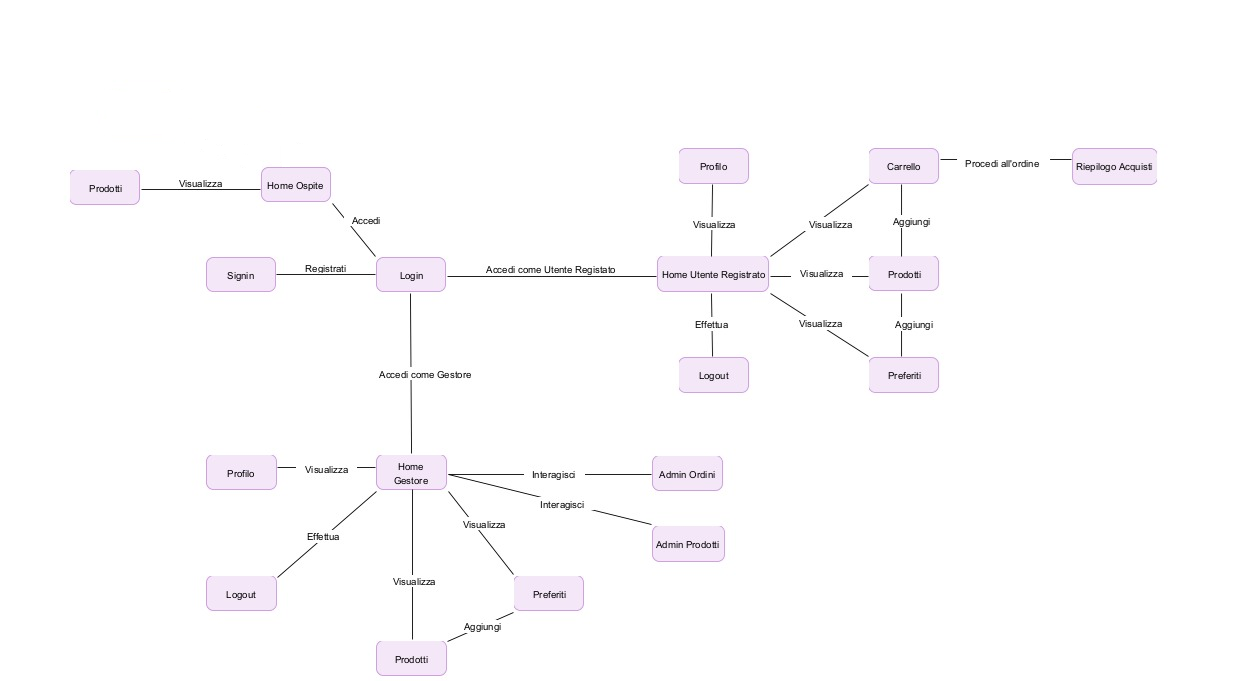 Profilo
Carrello
Procedi all'ordine
Riepilogo Acquisti
Prodotti
Visualizza
Home Ospite
Accedi
Visualizza
Visualizza
Aggiungi
Signin
Registrati
Login
Accedi come Utente Registato
Home Utente Registrato
Visualizza
Prodotti
Effettua
Visualizza
Aggiungi
Accedi come Gestore
Logout
Preferiti
Profilo
Visualizza
Home
Gestore
Interagisci
Admin Ordini
Interagisci
Visualizza
Effettua
Admin Prodotti
Visualizza
Logout
Preferiti
Aggiungi
Prodotti